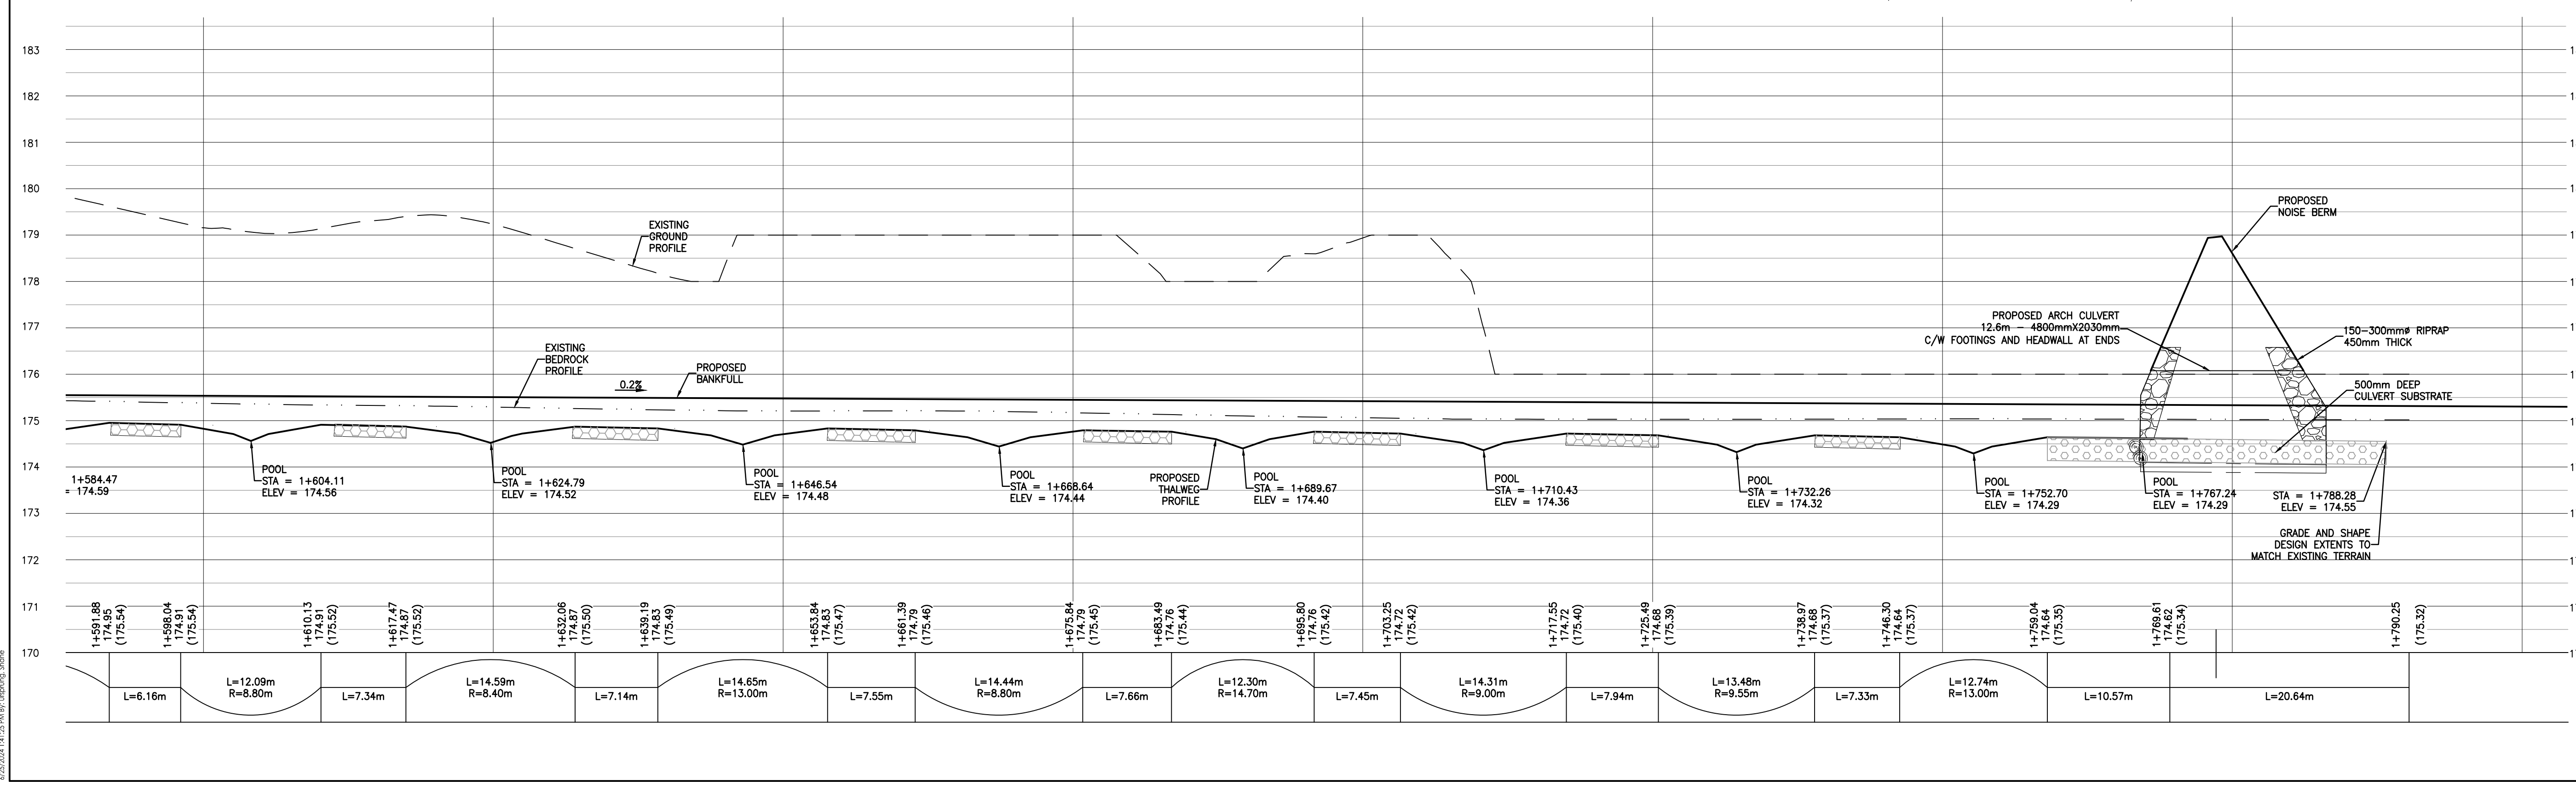 183
182
181
180
179
178
177
176
175
174
173
172
171
170
EXISTING
GROUND
PROFILE
EXISTING
BEDROCK
PROFILE
0.2%
PROPOSED
BANKFULL
PROPOSED
NOISE BERM
PROPOSED ARCH CULVERT
12.6m - 4800mmX2030mm
C/W FOOTINGS AND HEADWALL AT ENDS
150-300mmø RIPRAP
450mm THICK
500mm DEEP
CULVERT SUBSTRATE
1+584.47
= 174.59
POOL
STA = 1+604.11
ELEV = 174.56
POOL
STA = 1+624.79
ELEV = 174.52
POOL
STA = 1+646.54
ELEV = 174.48
POOL
STA = 1+668.64
ELEV = 174.44
PROPOSED
THALWEG
PROFILE
POOL
STA = 1+689.67
ELEV = 174.40
POOL
STA = 1+710.43
ELEV = 174.36
POOL
STA = 1+732.26
ELEV = 174.32
POOL
STA = 1+752.70
ELEV = 174.29
POOL
STA = 1+767.24
ELEV = 174.29
STA = 1+788.28
ELEV = 174.55
GRADE AND SHAPE
DESIGN EXTENTS TO
MATCH EXISTING TERRAIN
1+591.88
174.95
(175.54)
1+598.04
174.91
(175.54)
1+610.13
174.91
(175.52)
1+617.47
174.87
(175.52)
1+632.06
174.87
(175.50)
1+639.19
174.83
(175.49)
1+653.84
174.83
(175.47)
1+661.39
174.79
(175.46)
1+675.84
174.79
(175.45)
1+683.49
174.76
(175.44)
1+695.80
174.76
(175.42)
1+703.25
174.72
(175.42)
1+717.55
174.72
(175.40)
1+725.49
174.68
(175.39)
1+738.97
174.68
(175.37)
1+746.30
174.64
(175.37)
1+759.04
174.64
(175.35)
1+769.61
174.62
(175.34)
1+790.25
(175.32)
L=6.16m
L=12.09m
R=8.80m
L=7.34m
L=14.59m
R=8.40m
L=7.14m
L=14.65m
R=13.00m
L=7.55m
L=14.44m
R=8.80m
L=7.66m
L=12.30m
R=14.70m
L=7.45m
L=14.31m
R=9.00m
L=7.94m
L=13.48m
R=9.55m
L=7.33m
L=12.74m
R=13.00m
L=10.57m
L=20.64m